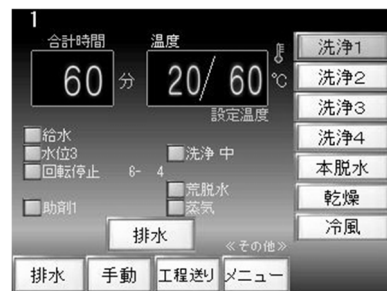 1
合計時間
60 分
温度
20/ 60 ℃
設定温度
給水
水位3
回転停止 6- 4
助剤1
洗浄 中
荒脱水
蒸気
排水
≪その他≫
排水
手動
工程送り
メニュー
洗浄1
洗浄2
洗浄3
洗浄4
本脱水
乾燥
冷風